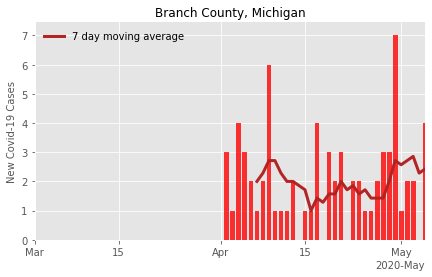 Branch County, Michigan
7 day moving average
New Covid-19 Cases
7
6
5
4
3
2
1
0
Mar 15 Apr 15 May
2020-May